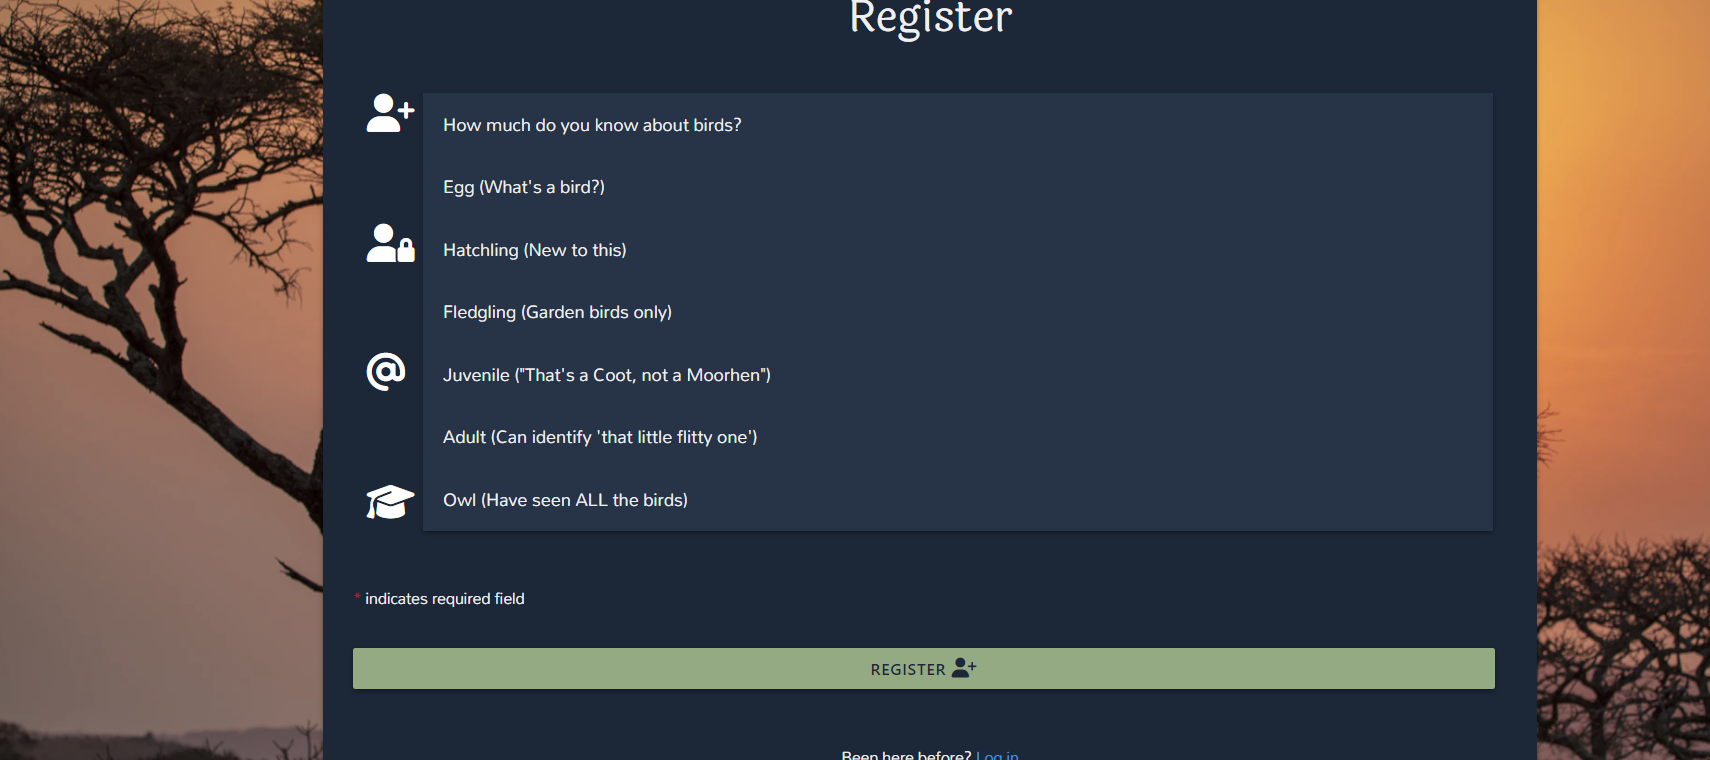 Register
How much do you know about birds?
Egg (What's a bird?)
Hatchling (New to this)
Fledgling (Garden birds only)
Juvenile ("That's a Coot, not a Moorhen")
Adult (Can identify 'that little flitty one')
Owl (Have seen ALL the birds)
* indicates required field
REGISTER
Been here before? Log in